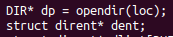 DIR* dp = opendir(loc);
struct dirent* dent;